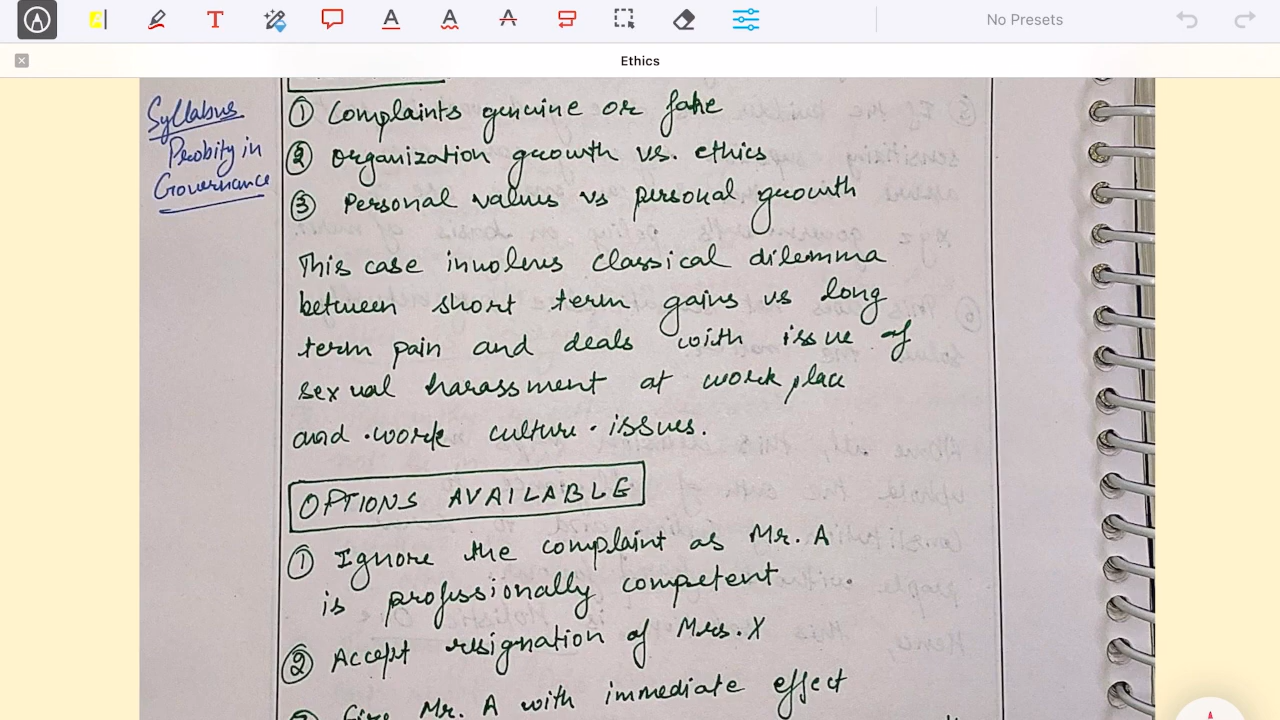 No Presets
Ethics
Syllabus
Probity in
Governance
① Complaints genuine or fake
② Organization growth vs. ethics
③ Personal values vs personal growth
This case involves classical dilemma
between short term gains vs long
term pain and deals with issue of
sexual harassment at work place
and work culture issues.
OPTIONS AVAILABLE
① Ignore the complaint as Mr. A
is professionally competent.
② Accept resignation of Mrs. X
Mr. A with immediate effect